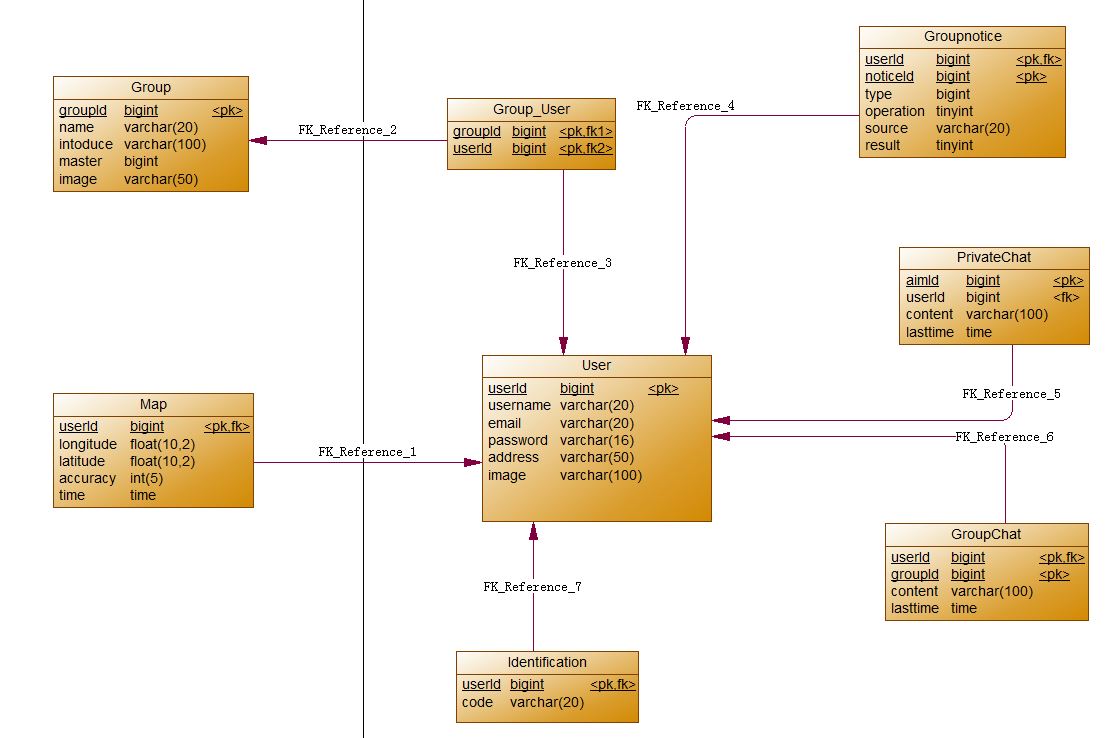 Group
groupId bigint <pk>
name varchar(20)
intoduce varchar(100)
master bigint
image varchar(50)
FK_Reference_2
Group_User
groupId bigint <pk,fk1>
userId bigint <pk,fk2>
FK_Reference_4
Groupnotice
userId bigint <pk,fk>
noticeId bigint <pk>
type bigint
operation tinyint
source varchar(20)
result tinyint
FK_Reference_3
PrivateChat
aimId bigint <pk>
userId bigint <fk>
content varchar(100)
lasttime time
Map
userId bigint <pk,fk>
longitude float(10,2)
latitude float(10,2)
accuracy int(5)
time time
FK_Reference_1
User
userId bigint <pk>
username varchar(20)
email varchar(20)
password varchar(16)
address varchar(50)
image varchar(100)
FK_Reference_5
FK_Reference_6
GroupChat
userId bigint <pk,fk>
groupId bigint <pk>
content varchar(100)
lasttime time
FK_Reference_7
Identification
userId bigint <pk,fk>
code varchar(20)